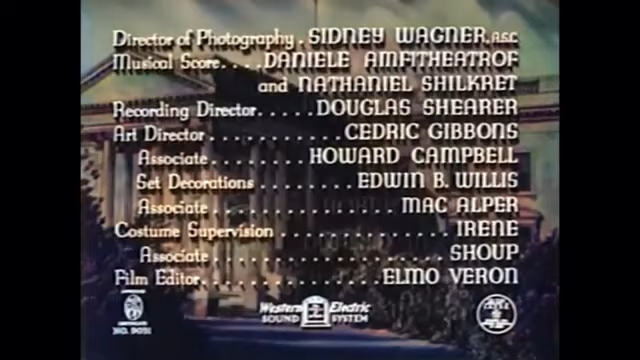 Director of Photography . SIDNEY WAGNER, A.S.C
Musical Score. . . . DANIELE AMFITHEATROF
and NATHANIEL SHILKRET
Recording Director. . . . . DOUGLAS SHEARER
Art Director . . . . . . . . . . . CEDRIC GIBBONS
Associate . . . . . . . . HOWARD CAMPBELL
Set Decorations . . . . . . . EDWIN B. WILLIS
Associate . . . . . . . . . . . . . . . MAC ALPER
Costume Supervision . . . . . . . . . . . . IRENE
Associate . . . . . . . . . . . . . . . . . . . SHOUP
Film Editor. . . . . . . . . . . . . . ELMO VERON
NO. 9051
Western Electric
SOUND SYSTEM